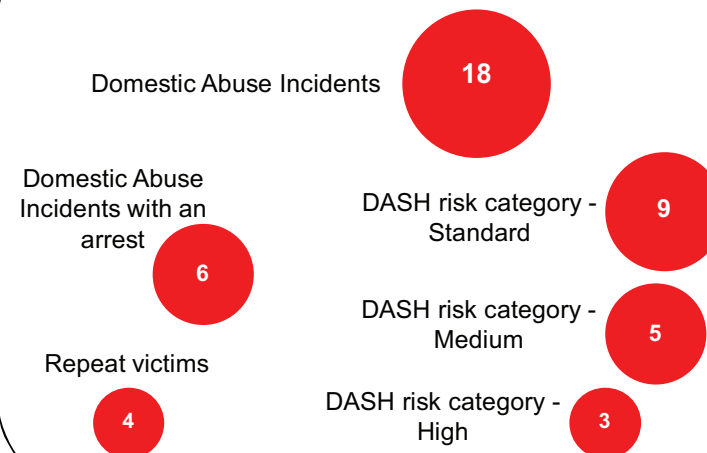 Domestic Abuse Incidents
18
Domestic Abuse
Incidents with an
arrest
6
DASH risk category -
Standard
9
DASH risk category -
Medium
5
Repeat victims
4
DASH risk category -
High
3